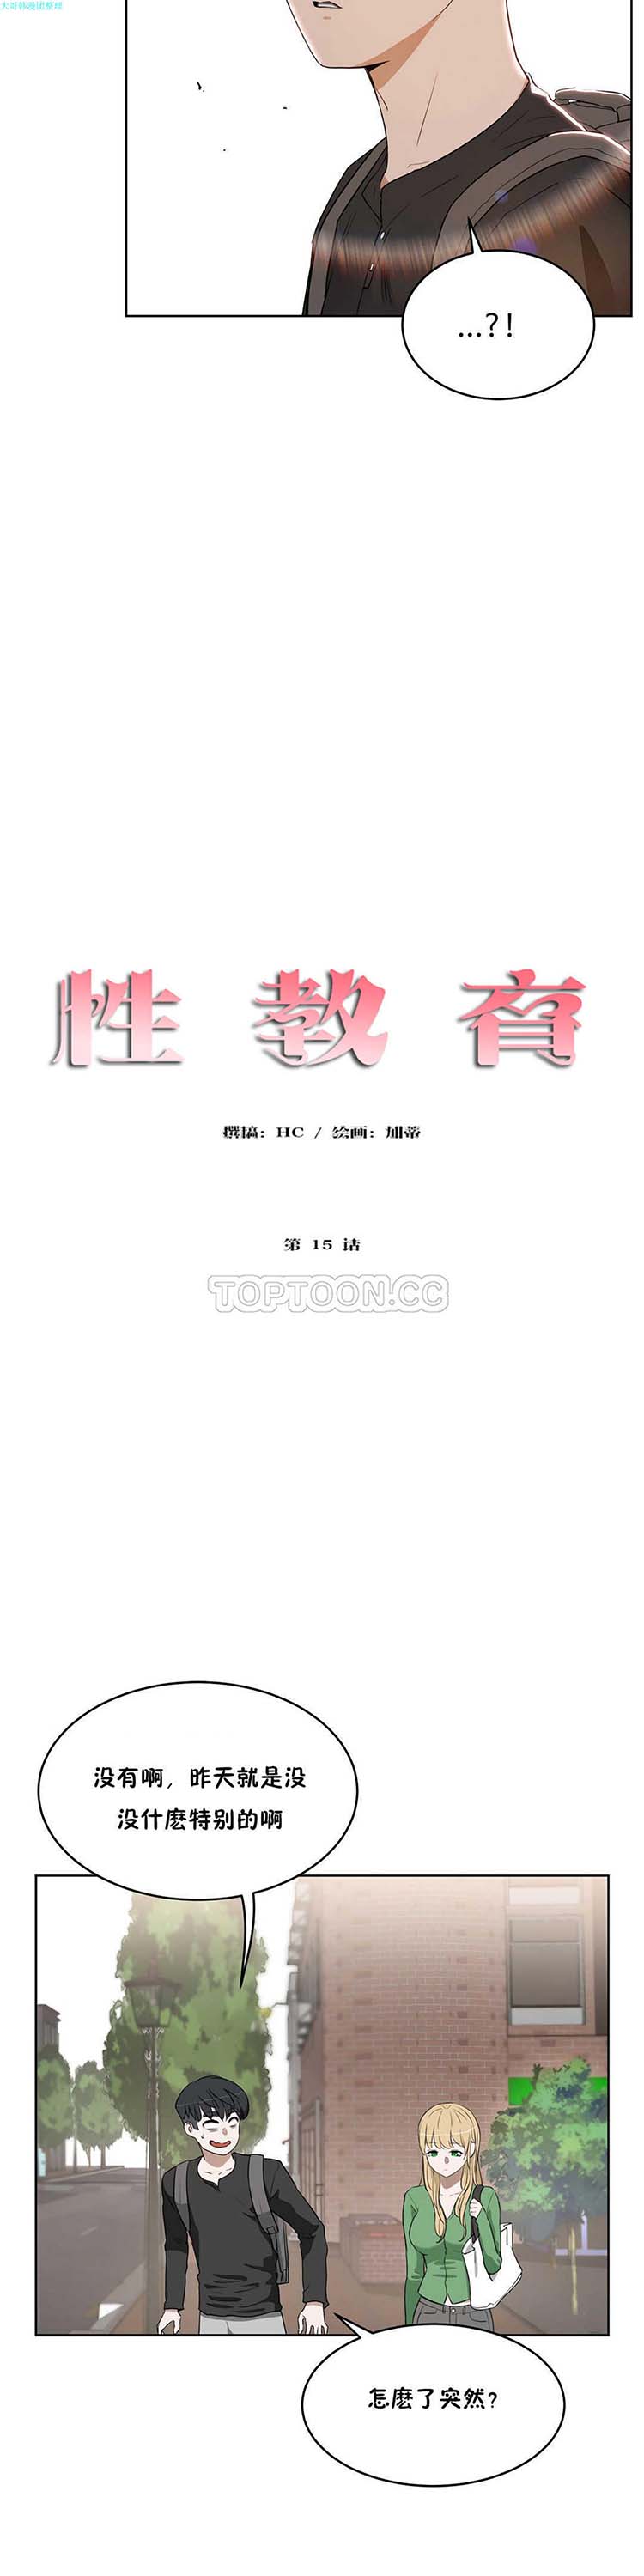 大哥韩漫团整理
...?!
性教育
撰搞: HC / 绘画: 加蒂
第 15 话
TOPTOON.CC
没有啊, 昨天就是没
没什麽特别的啊
怎麽了突然?